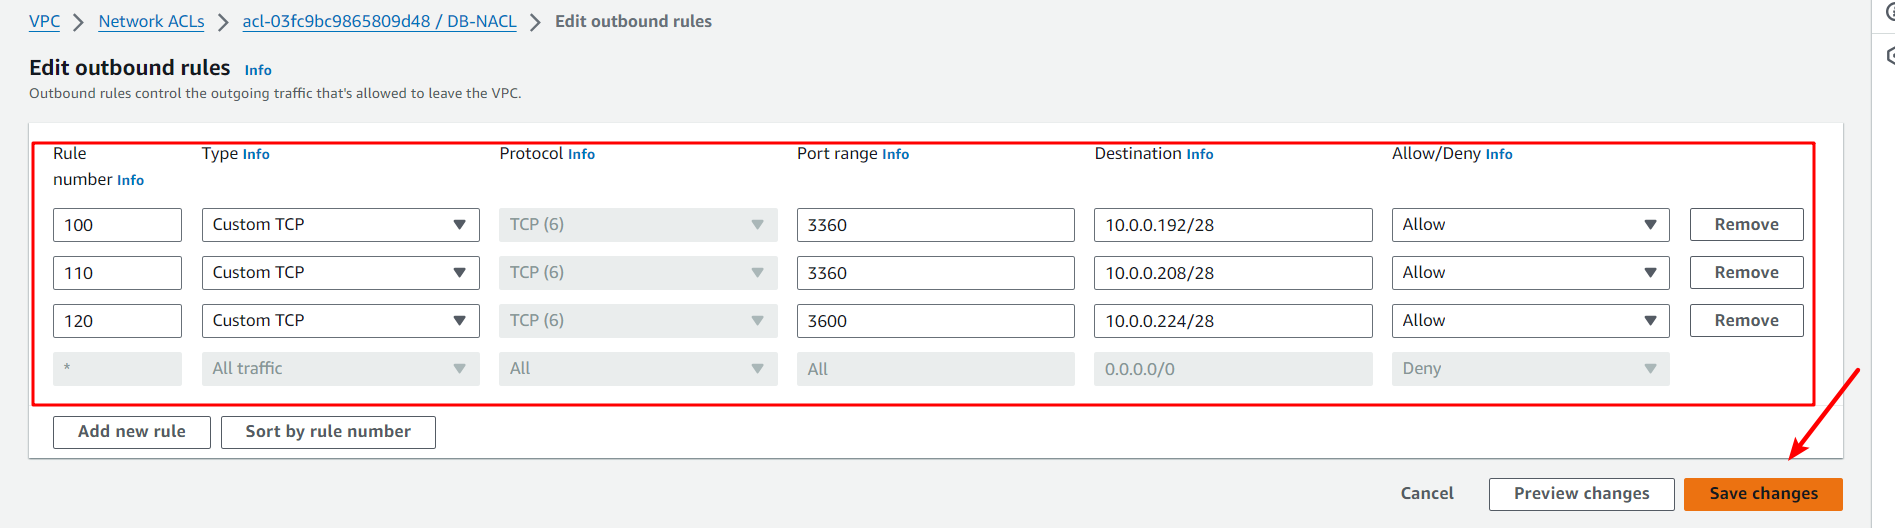 VPC > Network ACLs > acl-03fc9bc9865809d48 / DB-NACL > Edit outbound rules
Edit outbound rules Info
Outbound rules control the outgoing traffic that's allowed to leave the VPC.
Rule number Info Type Info Protocol Info Port range Info Destination Info Allow/Deny Info
100 Custom TCP TCP (6) 3360 10.0.0.192/28 Allow Remove
110 Custom TCP TCP (6) 3360 10.0.0.208/28 Allow Remove
120 Custom TCP TCP (6) 3600 10.0.0.224/28 Allow Remove
* All traffic All All 0.0.0.0/0 Deny
Add new rule Sort by rule number
Cancel Preview changes Save changes